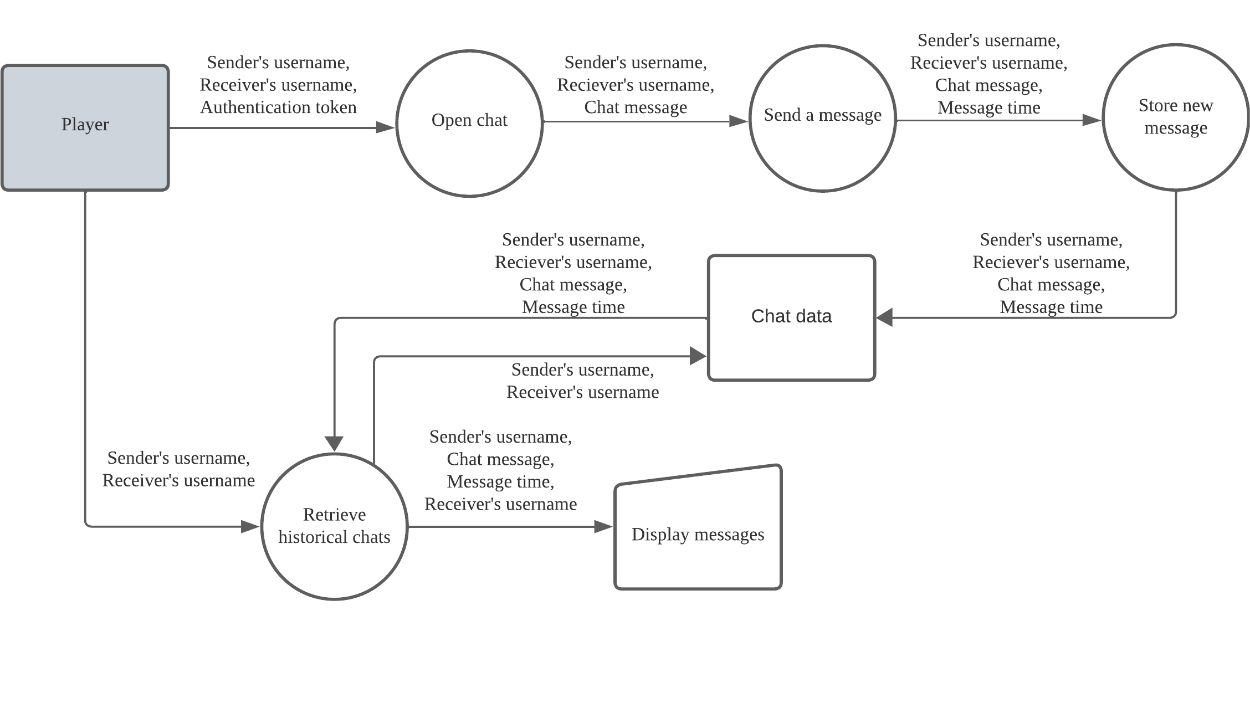 Player
Sender's username,
Receiver's username,
Authentication token
Open chat
Sender's username,
Reciever's username,
Chat message
Send a message
Sender's username,
Reciever's username,
Chat message,
Message time
Store new
message
Sender's username,
Reciever's username,
Chat message,
Message time
Chat data
Sender's username,
Reciever's username,
Chat message,
Message time
Sender's username,
Receiver's username
Sender's username,
Receiver's username
Retrieve
historical chats
Sender's username,
Chat message,
Message time,
Receiver's username
Display messages